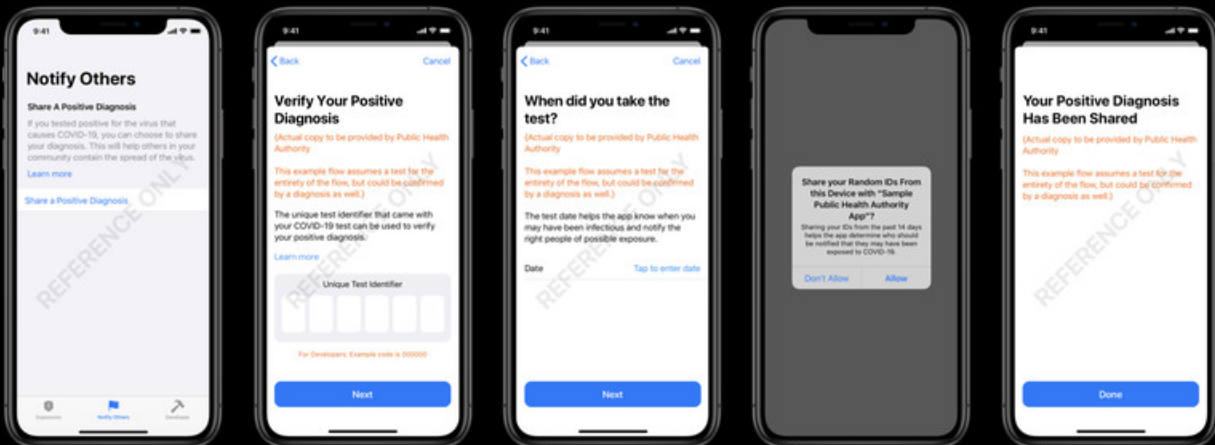 9:41
Notify Others
Share A Positive Diagnosis
If you tested positive for the virus that
causes COVID-19, you can choose to share
your diagnosis. This will help others in your
community contain the spread of the virus.
Learn more
Share a Positive Diagnosis
REFERENCE ONLY
Exposures
Notify Others
Developer
9:41
Back
Cancel
Verify Your Positive
Diagnosis
(Actual copy to be provided by Public Health
Authority
This example flow assumes a test for the
entirety of the flow, but could be confirmed
by a diagnosis as well.)
The unique test identifier that came with
your COVID-19 test can be used to verify
your positive diagnosis.
Learn more
Unique Test Identifier
For Developers: Example code is 000000
Next
REFERENCE ONLY
9:41
Back
Cancel
When did you take the
test?
(Actual copy to be provided by Public Health
Authority
This example flow assumes a test for the
entirety of the flow, but could be confirmed
by a diagnosis as well.)
The test date helps the app know when you
may have been infectious and notify the
right people of possible exposure.
Date
Tap to enter date
Next
REFERENCE ONLY
Share your Random IDs From
this Device with "Sample
Public Health Authority
App"?
Sharing your IDs from the past 14 days
helps the app determine who should
be notified that they may have been
exposed to COVID-19.
Don't Allow
Allow
9:41
Your Positive Diagnosis
Has Been Shared
(Actual copy to be provided by Public Health
Authority
This example flow assumes a test for the
entirety of the flow, but could be confirmed
by a diagnosis as well.)
Done
REFERENCE ONLY